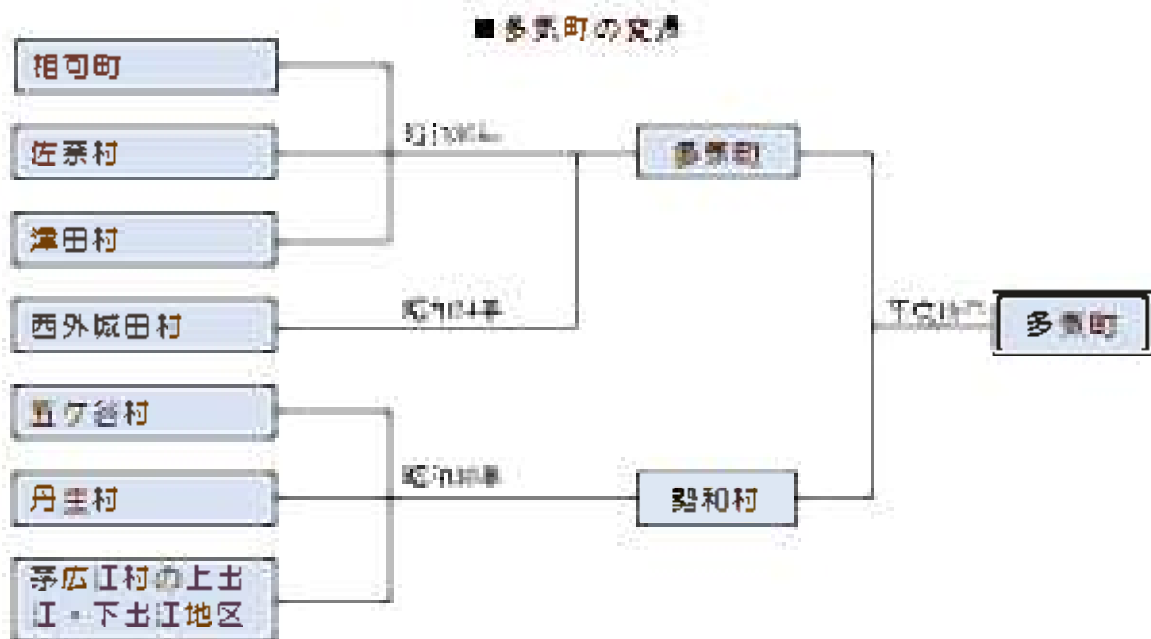 ■多気町の変遷
相可町
佐奈村
津田村
西外城田村
五ケ谷村
丹生村
茅広江村の上出
江・下出江地区
多気町
勢和村
多気町